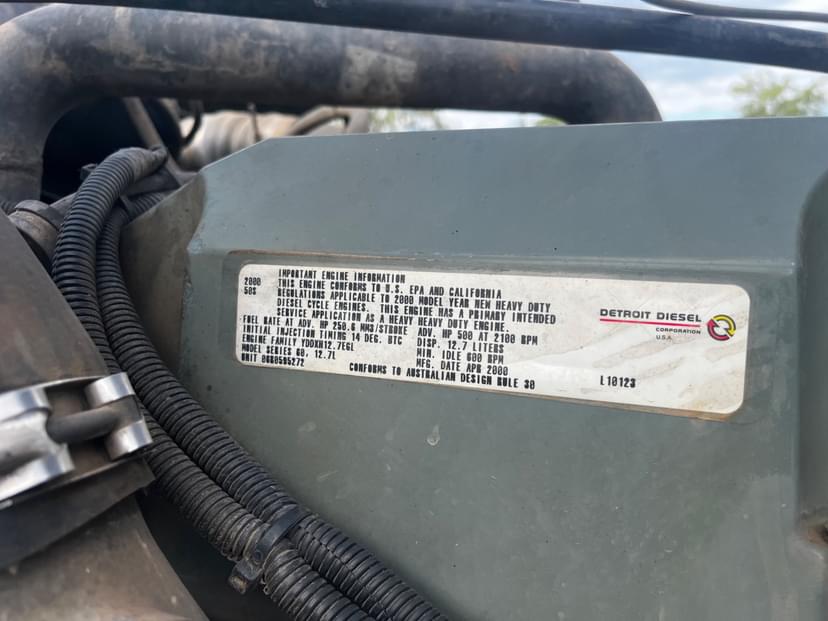 IMPORTANT ENGINE INFORMATION
2000 THIS ENGINE CONFORMS TO U.S. EPA AND CALIFORNIA
50S REGULATIONS APPLICABLE TO 2000 MODEL YEAR NEW HEAVY DUTY
DIESEL CYCLE ENGINES. THIS ENGINE HAS A PRIMARY INTENDED
SERVICE APPLICATION AS A HEAVY HEAVY DUTY ENGINE.
FUEL RATE AT ADV. HP 250.6 MM3/STROKE ADV. HP 500 AT 2100 RPM
INITIAL INJECTION TIMING 14 DEG. BTC DISP. 12.7 LITERS
ENGINE FAMILY YDDXH12.7EGL MIN. IDLE 600 RPM
MODEL SERIES 60, 12.7L MFG. DATE APR 2000
UNIT
CONFORMS TO AUSTRALIAN DESIGN RULE 30
L10123
DETROIT DIESEL
CORPORATION
U.S.A.